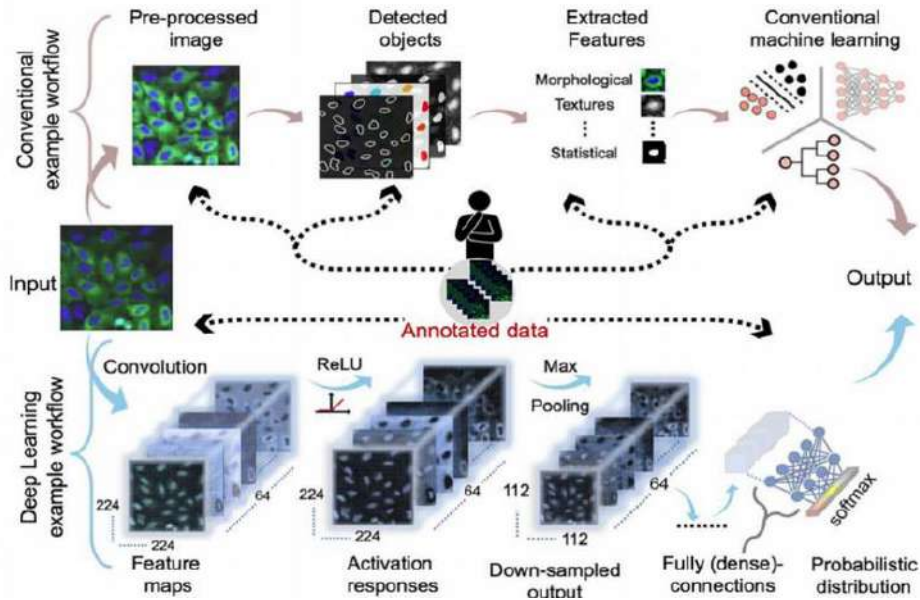 Conventional
example workflow
Pre-processed
image
Detected
objects
Extracted
Features
Morphological
Textures
Statistical
Conventional
machine learning
Input
Annotated data
Output
Deep Learning
example workflow
Convolution
ReLU
Max
Pooling
224
224
64
224
224
64
112
112
64
softmax
Feature
maps
Activation
responses
Down-sampled
output
Fully (dense)-
connections
Probabilistic
distribution